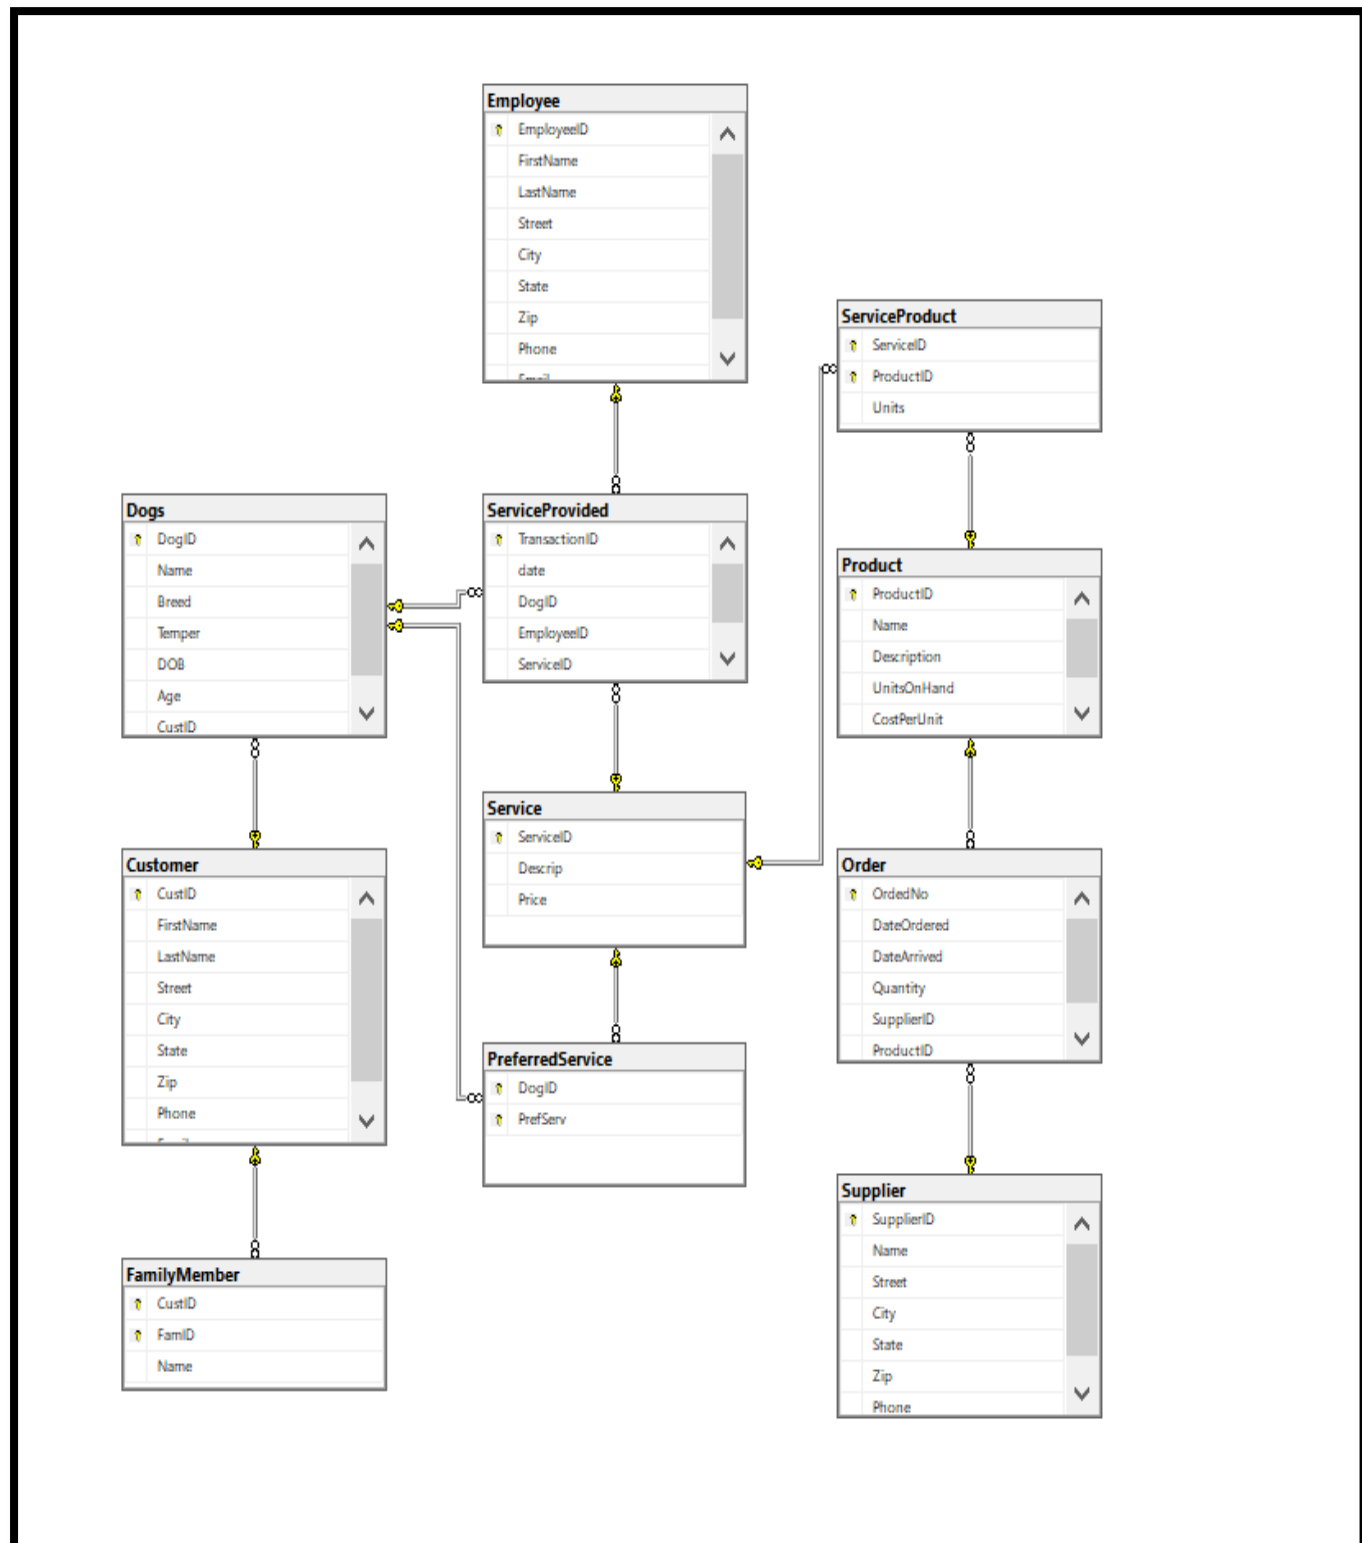 Employee
EmployeeID
FirstName
LastName
Street
City
State
Zip
Phone
ServiceProduct
ServiceID
ProductID
Units
Dogs
DogID
Name
Breed
Temper
DOB
Age
CustID
ServiceProvided
TransactionID
date
DogID
EmployeeID
ServiceID
Product
ProductID
Name
Description
UnitsOnHand
CostPerUnit
Service
ServiceID
Descrip
Price
Customer
CustID
FirstName
LastName
Street
City
State
Zip
Phone
Order
OrdedNo
DateOrdered
DateArrived
Quantity
SupplierID
ProductID
PreferredService
DogID
PrefServ
Supplier
SupplierID
Name
Street
City
State
Zip
Phone
FamilyMember
CustID
FamID
Name